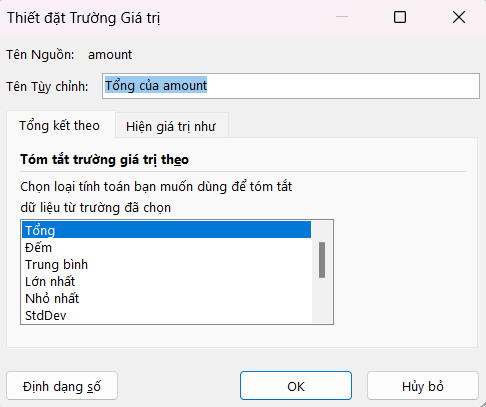 Thiết đặt Trường Giá trị
Tên Nguồn: amount
Tên Tùy chỉnh: Tổng của amount
Tổng kết theo Hiện giá trị như
Tóm tắt trường giá trị theo
Chọn loại tính toán bạn muốn dùng để tóm tắt
dữ liệu từ trường đã chọn
Tổng
Đếm
Trung bình
Lớn nhất
Nhỏ nhất
StdDev
Định dạng số OK Hủy bỏ